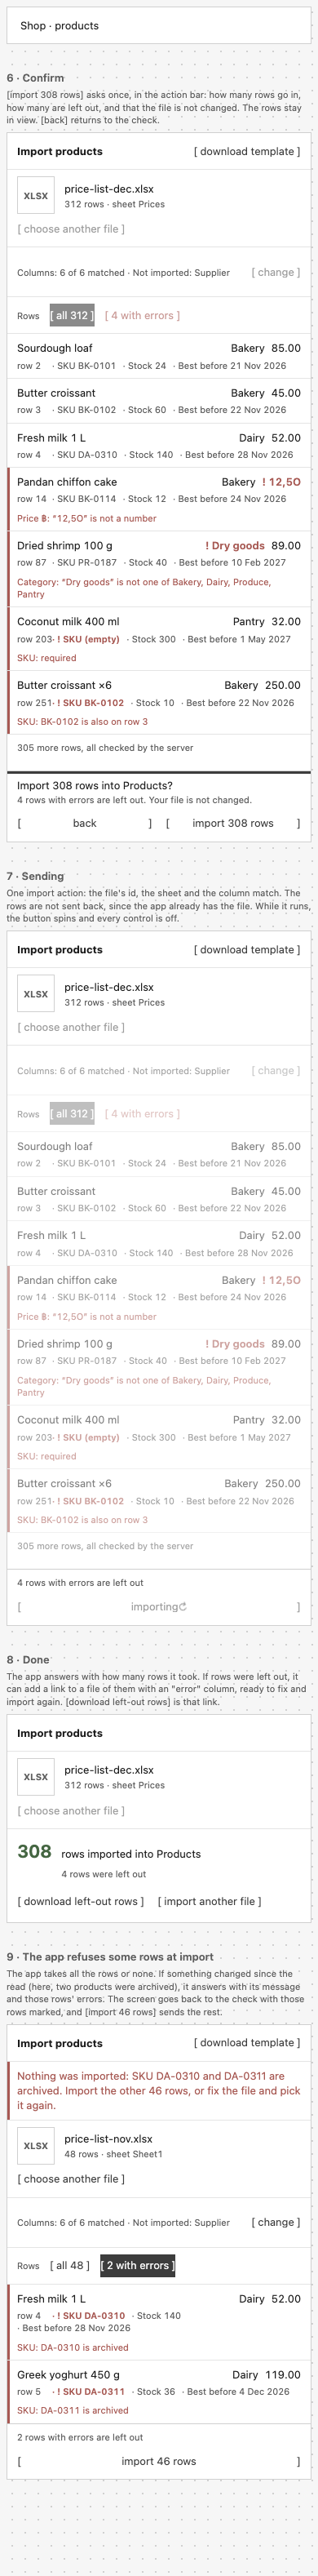 Shop · products
6 · Confirm
[import 308 rows] asks once, in the action bar: how many rows go in,
how many are left out, and that the file is not changed. The rows stay
in view. [back] returns to the check.
Import products [ download template ]
XLSX price-list-dec.xlsx
312 rows · sheet Prices
[ choose another file ]
Columns: 6 of 6 matched · Not imported: Supplier [ change ]
Rows [ all 312 ] [ 4 with errors ]
Sourdough loaf Bakery 85.00
row 2 · SKU BK-0101 · Stock 24 · Best before 21 Nov 2026
Butter croissant Bakery 45.00
row 3 · SKU BK-0102 · Stock 60 · Best before 22 Nov 2026
Fresh milk 1 L Dairy 52.00
row 4 · SKU DA-0310 · Stock 140 · Best before 28 Nov 2026
Pandan chiffon cake Bakery ! 12,5O
row 14 · SKU BK-0114 · Stock 12 · Best before 24 Nov 2026
Price ฿: "12,5O" is not a number
Dried shrimp 100 g ! Dry goods 89.00
row 87 · SKU PR-0187 · Stock 40 · Best before 10 Feb 2027
Category: "Dry goods" is not one of Bakery, Dairy, Produce,
Pantry
Coconut milk 400 ml Pantry 32.00
row 203 · ! SKU (empty) · Stock 300 · Best before 1 May 2027
SKU: required
Butter croissant ×6 Bakery 250.00
row 251 · ! SKU BK-0102 · Stock 10 · Best before 22 Nov 2026
SKU: BK-0102 is also on row 3
305 more rows, all checked by the server
Import 308 rows into Products?
4 rows with errors are left out. Your file is not changed.
[ back ] [ import 308 rows ]
7 · Sending
One import action: the file's id, the sheet and the column match. The
rows are not sent back, since the app already has the file. While it runs,
the button spins and every control is off.
Import products [ download template ]
XLSX price-list-dec.xlsx
312 rows · sheet Prices
[ choose another file ]
Columns: 6 of 6 matched · Not imported: Supplier [ change ]
Rows [ all 312 ] [ 4 with errors ]
Sourdough loaf Bakery 85.00
row 2 · SKU BK-0101 · Stock 24 · Best before 21 Nov 2026
Butter croissant Bakery 45.00
row 3 · SKU BK-0102 · Stock 60 · Best before 22 Nov 2026
Fresh milk 1 L Dairy 52.00
row 4 · SKU DA-0310 · Stock 140 · Best before 28 Nov 2026
Pandan chiffon cake Bakery ! 12,5O
row 14 · SKU BK-0114 · Stock 12 · Best before 24 Nov 2026
Price ฿: "12,5O" is not a number
Dried shrimp 100 g ! Dry goods 89.00
row 87 · SKU PR-0187 · Stock 40 · Best before 10 Feb 2027
Category: "Dry goods" is not one of Bakery, Dairy, Produce,
Pantry
Coconut milk 400 ml Pantry 32.00
row 203 · ! SKU (empty) · Stock 300 · Best before 1 May 2027
SKU: required
Butter croissant ×6 Bakery 250.00
row 251 · ! SKU BK-0102 · Stock 10 · Best before 22 Nov 2026
SKU: BK-0102 is also on row 3
305 more rows, all checked by the server
4 rows with errors are left out
[ importing↻ ]
8 · Done
The app answers with how many rows it took. If rows were left out, it
can add a link to a file of them with an "error" column, ready to fix and
import again. [download left-out rows] is that link.
Import products
XLSX price-list-dec.xlsx
312 rows · sheet Prices
[ choose another file ]
308 rows imported into Products
4 rows were left out
[ download left-out rows ] [ import another file ]
9 · The app refuses some rows at import
The app takes all the rows or none. If something changed since the
read (here, two products were archived), it answers with its message
and those rows' errors. The screen goes back to the check with those
rows marked, and [import 46 rows] sends the rest.
Import products [ download template ]
Nothing was imported: SKU DA-0310 and DA-0311 are
archived. Import the other 46 rows, or fix the file and pick
it again.
XLSX price-list-nov.xlsx
48 rows · sheet Sheet1
[ choose another file ]
Columns: 6 of 6 matched · Not imported: Supplier [ change ]
Rows [ all 48 ] [ 2 with errors ]
Fresh milk 1 L Dairy 52.00
row 4 · ! SKU DA-0310 · Stock 140
· Best before 28 Nov 2026
SKU: DA-0310 is archived
Greek yoghurt 450 g Dairy 119.00
row 5 · ! SKU DA-0311 · Stock 36 · Best before 4 Dec 2026
SKU: DA-0311 is archived
2 rows with errors are left out
[ import 46 rows ]